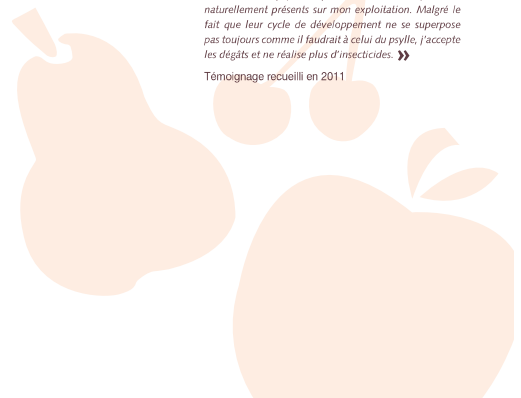 naturellement présents sur mon exploitation. Malgré le
fait que leur cycle de développement ne se superpose
pas toujours comme il faudrait à celui du psylle, j'accepte
les dégâts et ne réalise plus d'insecticides. »
Témoignage recueilli en 2011